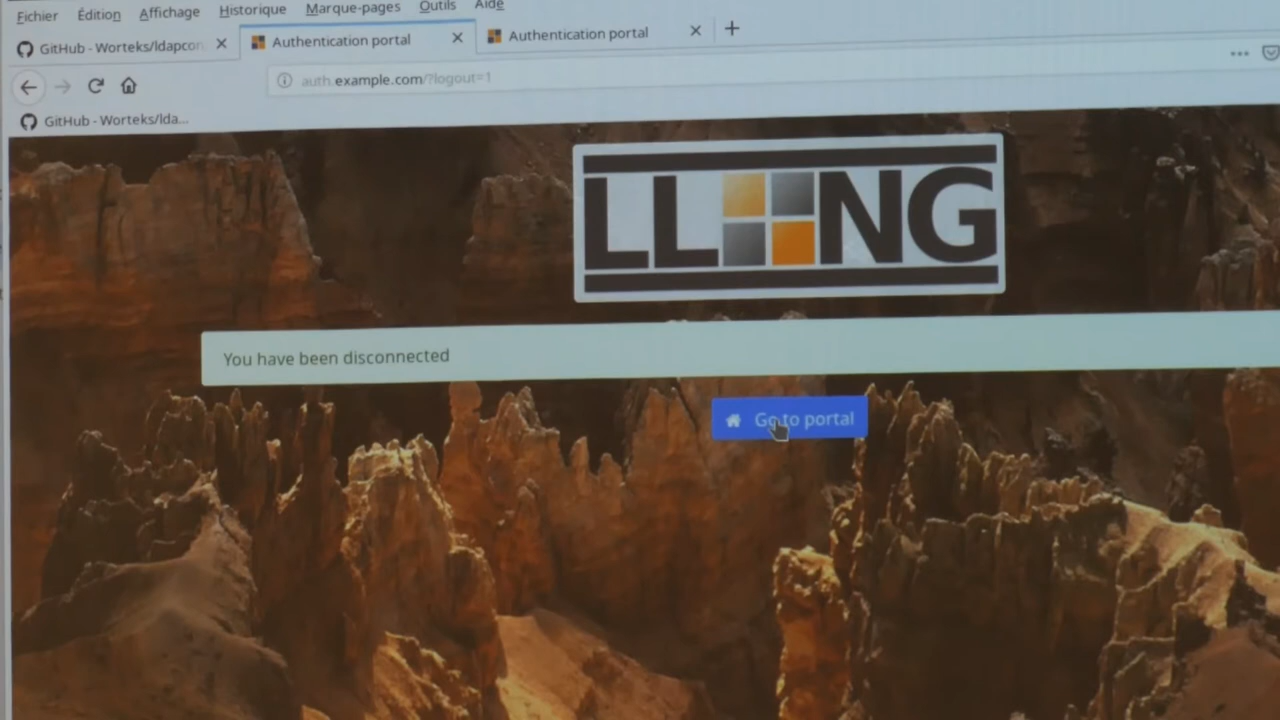 Fichier Édition Affichage Historique Marque-pages Outils Aide
GitHub - Worteks/ldapcon Authentication portal Authentication portal
auth.example.com/?logout=1
GitHub - Worteks/lda...
LL NG
You have been disconnected
Go to portal